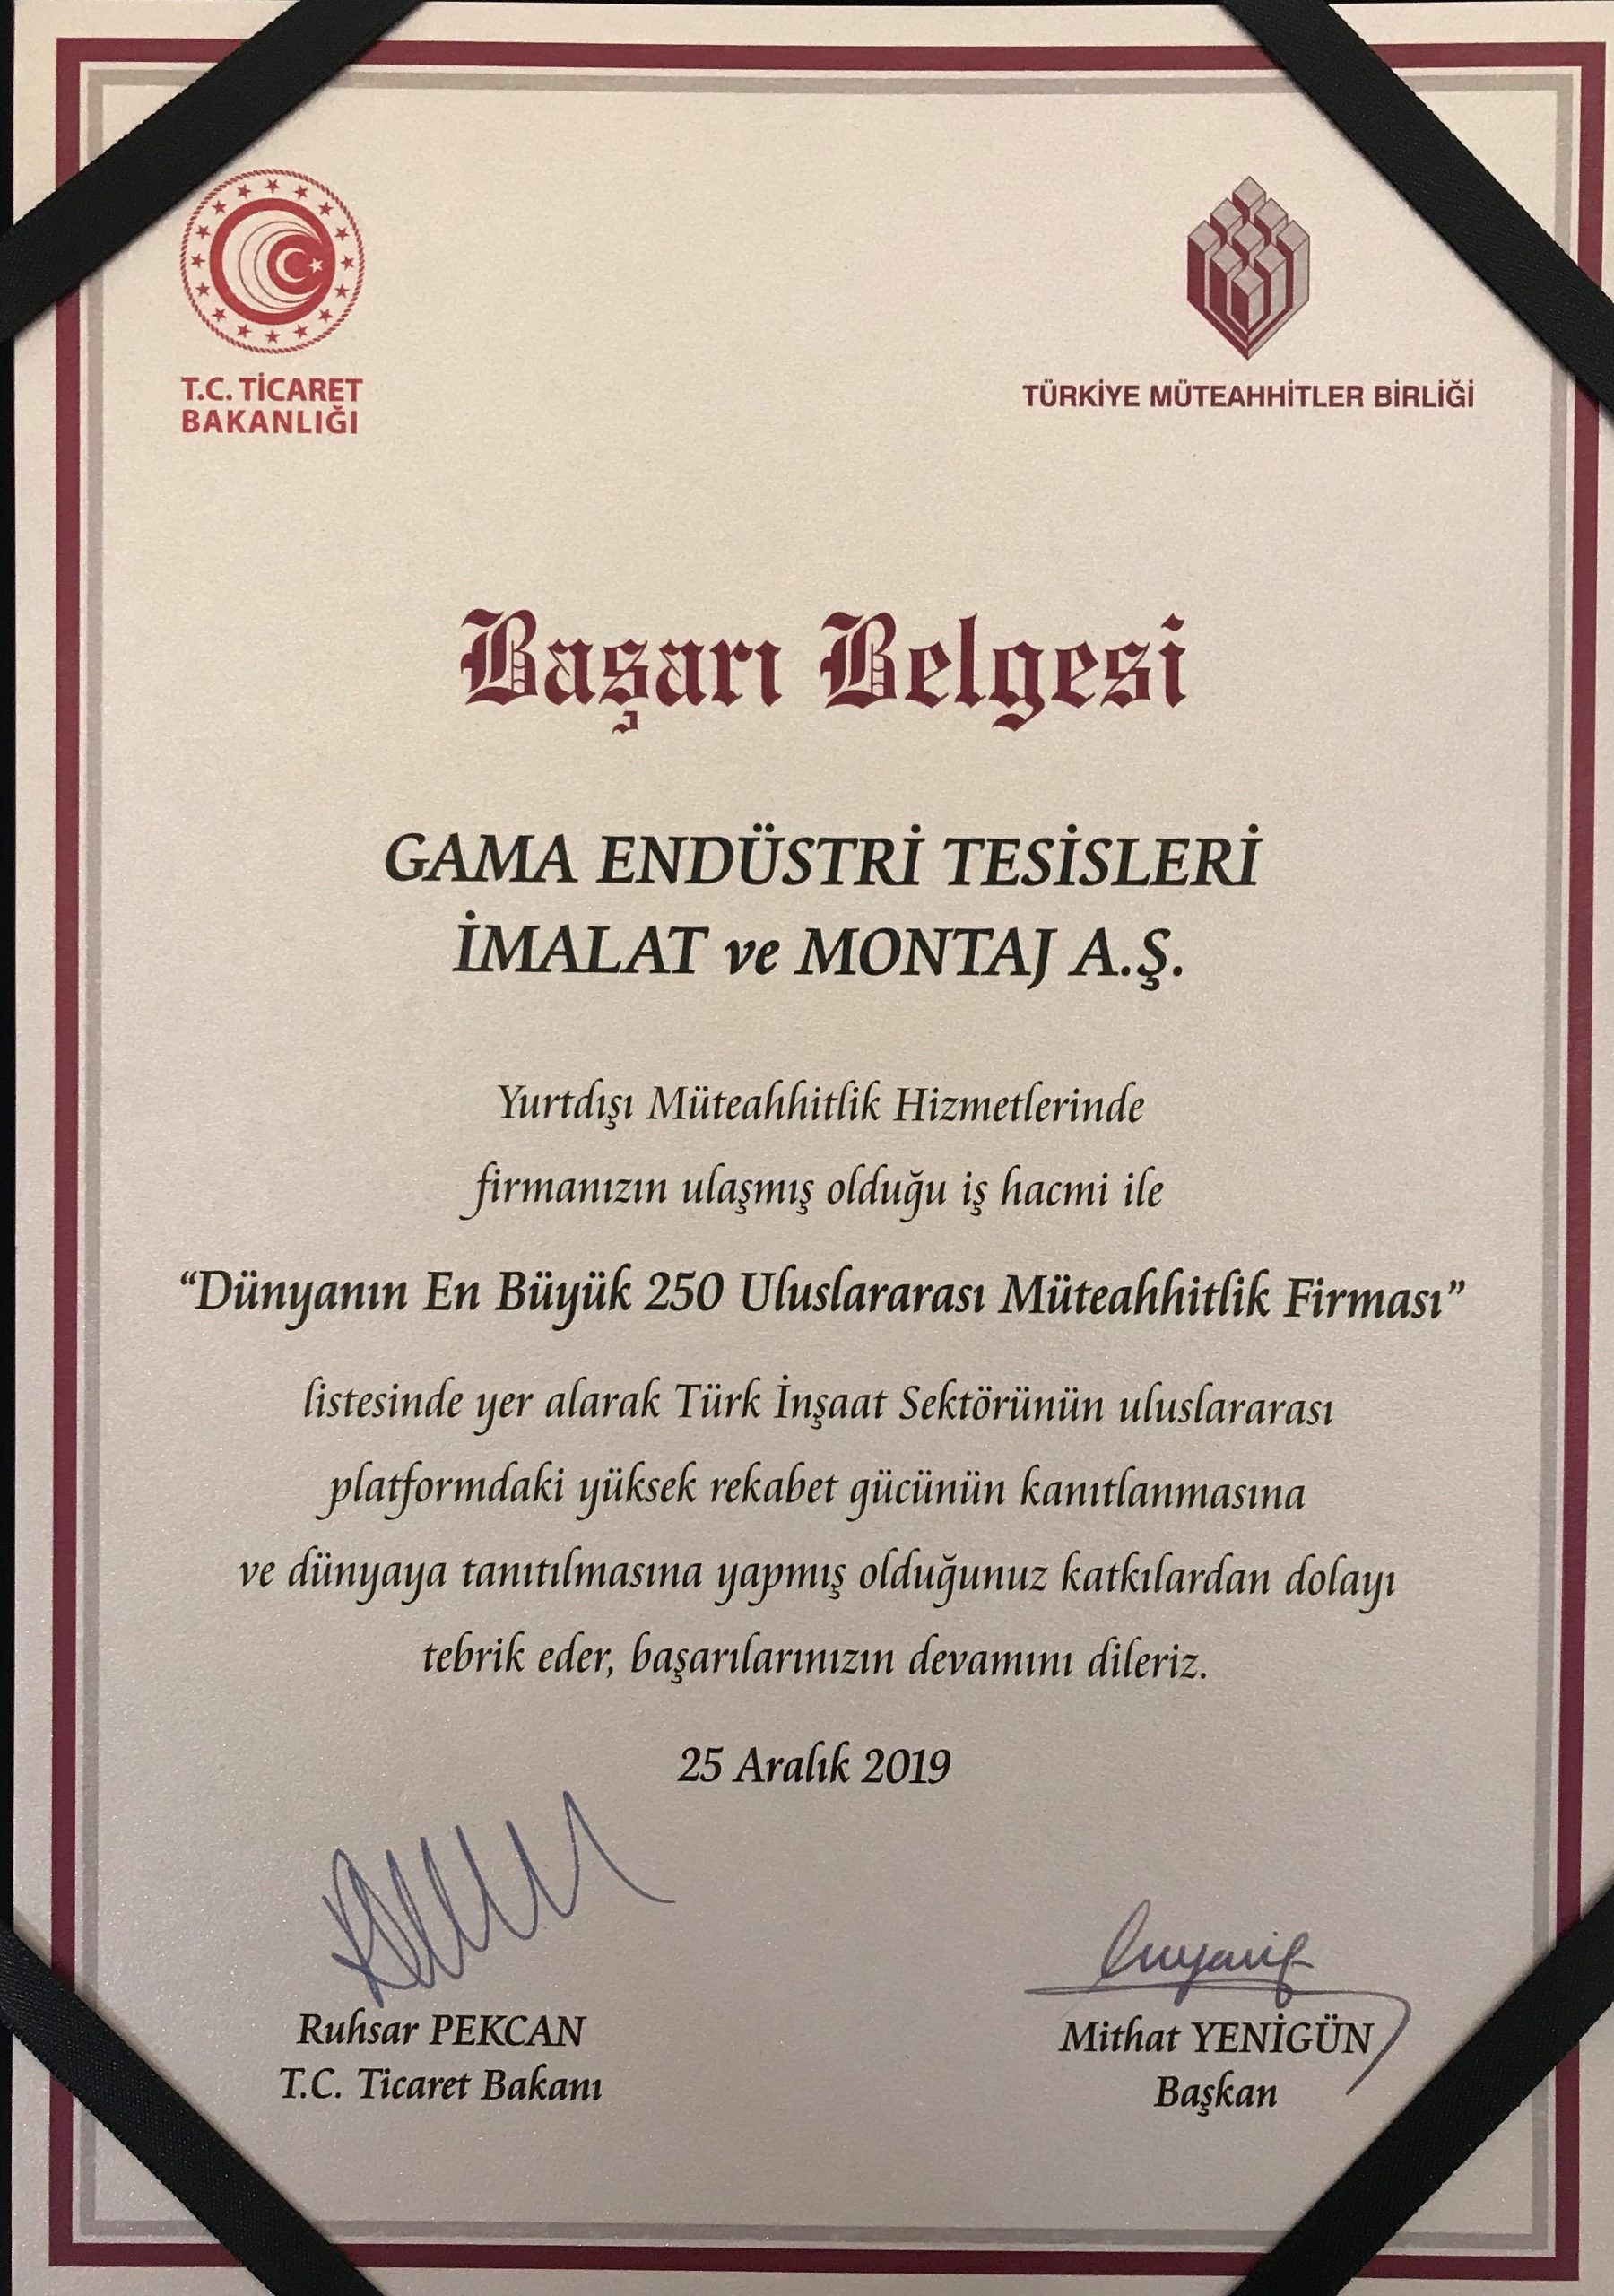 T.C. TİCARET
BAKANLIĞI
TÜRKİYE MÜTEAHHİTLER BİRLİĞİ
Başarı Belgesi
GAMA ENDÜSTRİ TESİSLERİ
İMALAT ve MONTAJ A.Ş.
Yurtdışı Müteahhitlik Hizmetlerinde
firmanızın ulaşmış olduğu iş hacmi ile
“Dünyanın En Büyük 250 Uluslararası Müteahhitlik Firması”
listesinde yer alarak Türk İnşaat Sektörünün uluslararası
platformdaki yüksek rekabet gücünün kanıtlanmasına
ve dünyaya tanıtılmasına yapmış olduğunuz katkılardan dolayı
tebrik eder, başarılarınızın devamını dileriz.
25 Aralık 2019
Ruhsar PEKCAN
T.C. Ticaret Bakanı
Mithat YENİGÜN
Başkan